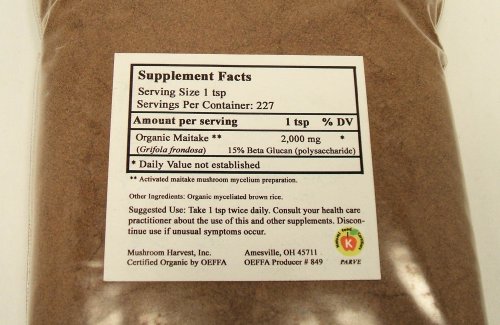 Supplement Facts
Serving Size 1 tsp
Servings Per Container: 227
Amount per serving 1 tsp % DV
Organic Maitake ** 2,000 mg *
(Grifola frondosa) 15% Beta Glucan (polysaccharide)
* Daily Value not established
** Activated maitake mushroom mycelium preparation.
Other Ingredients: Organic myceliated brown rice.
Suggested Use: Take 1 tsp twice daily. Consult your health care
practitioner about the use of this and other supplements. Discon-
tinue use if unusual symptoms occur.
Mushroom Harvest, Inc. Amesville, OH 45711
Certified Organic by OEFFA OEFFA Producer # 849
K
PARVE